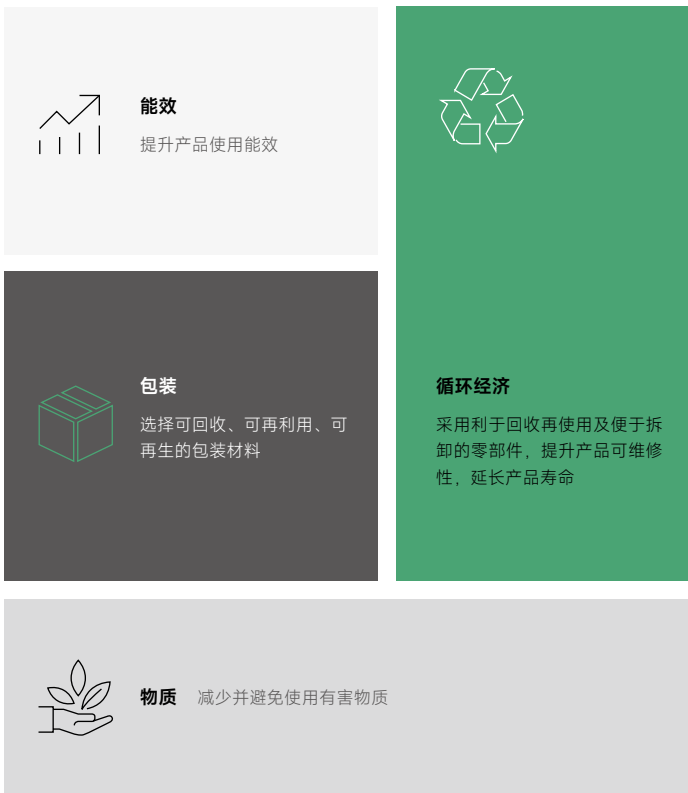 能效
提升产品使用能效
包装
选择可回收、可再利用、可
再生的包装材料
循环经济
采用利于回收再使用及便于拆
卸的零部件，提升产品可维修
性，延长产品寿命
物质 减少并避免使用有害物质